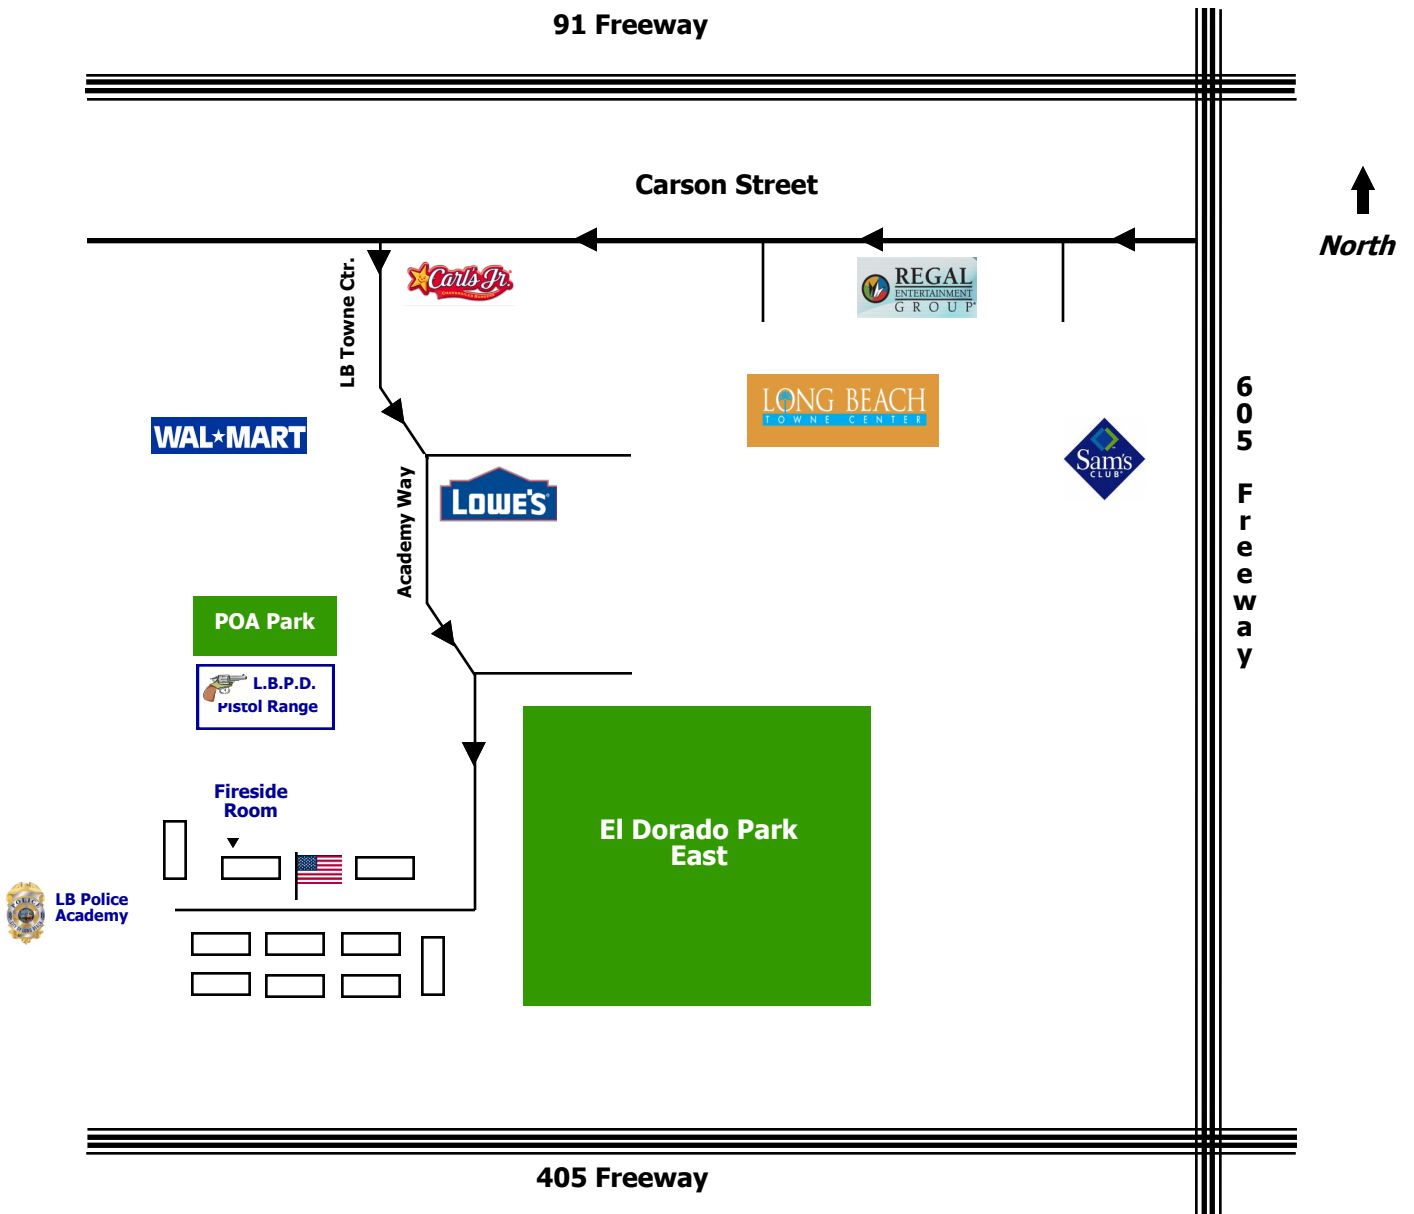 91 Freeway
Carson Street
North
LB Towne Ctr.
Carl's Jr.
REGAL
ENTERTAINMENT
GROUP
LONG BEACH
TOWNE CENTER
WAL★MART
Sam's
CLUB
6
0
5
F
r
e
e
w
a
y
Academy Way
LOWE'S
POA Park
L.B.P.D.
Pistol Range
Fireside
Room
El Dorado Park
East
LB Police
Academy
POLICE
405 Freeway